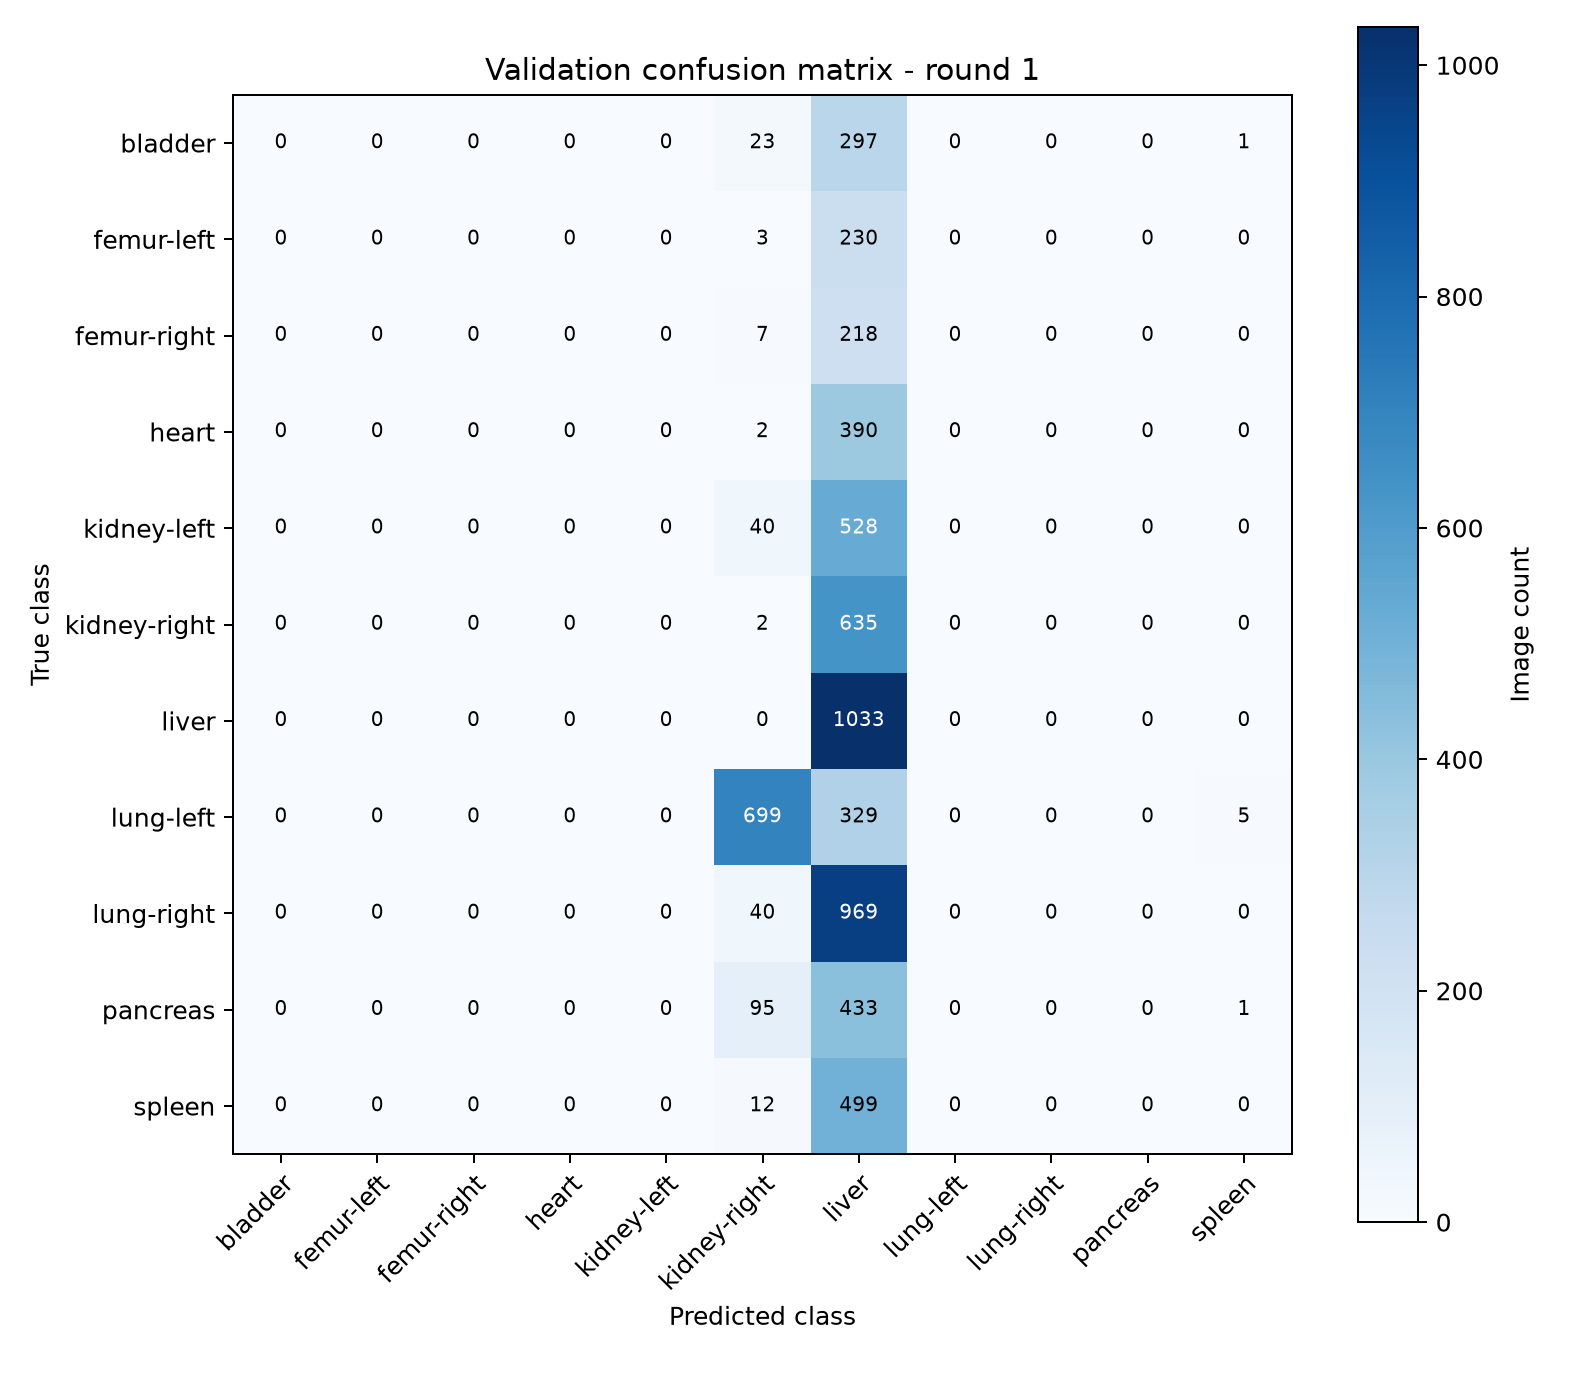 Validation confusion matrix - round 1
bladder 0 0 0 0 0 23 297 0 0 0 1
femur-left 0 0 0 0 0 3 230 0 0 0 0
femur-right 0 0 0 0 0 7 218 0 0 0 0
heart 0 0 0 0 0 2 390 0 0 0 0
kidney-left 0 0 0 0 0 40 528 0 0 0 0
kidney-right 0 0 0 0 0 2 635 0 0 0 0
liver 0 0 0 0 0 0 1033 0 0 0 0
lung-left 0 0 0 0 0 699 329 0 0 0 5
lung-right 0 0 0 0 0 40 969 0 0 0 0
pancreas 0 0 0 0 0 95 433 0 0 0 1
spleen 0 0 0 0 0 12 499 0 0 0 0
True class
bladder femur-left femur-right heart kidney-left kidney-right liver lung-left lung-right pancreas spleen
Predicted class
1000
800
600
400
200
0
Image count